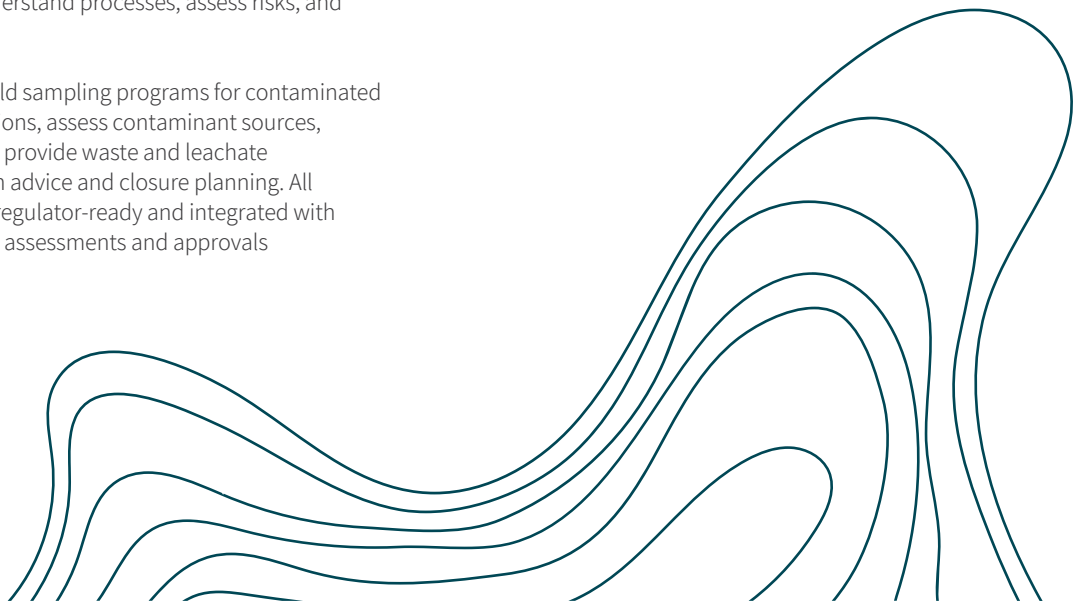 erstand processes, assess risks, and
ld sampling programs for contaminated
ons, assess contaminant sources,
provide waste and leachate
n advice and closure planning. All
regulator-ready and integrated with
assessments and approvals